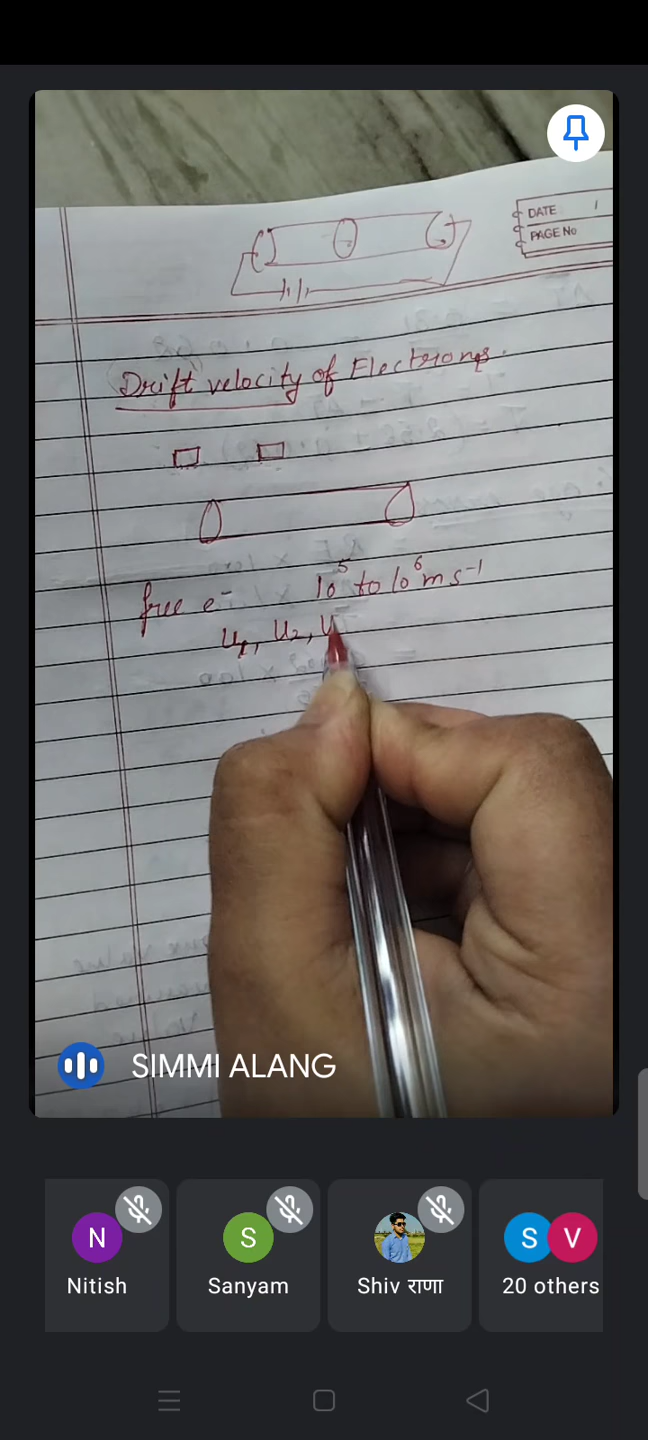 DATE /
PAGE No
Drift velocity of Electrons.
free e⁻ 10⁵ to 10⁶ m s⁻¹
u₁, u₂, u
SIMMI ALANG
N S S V
Nitish Sanyam Shiv राणा 20 others